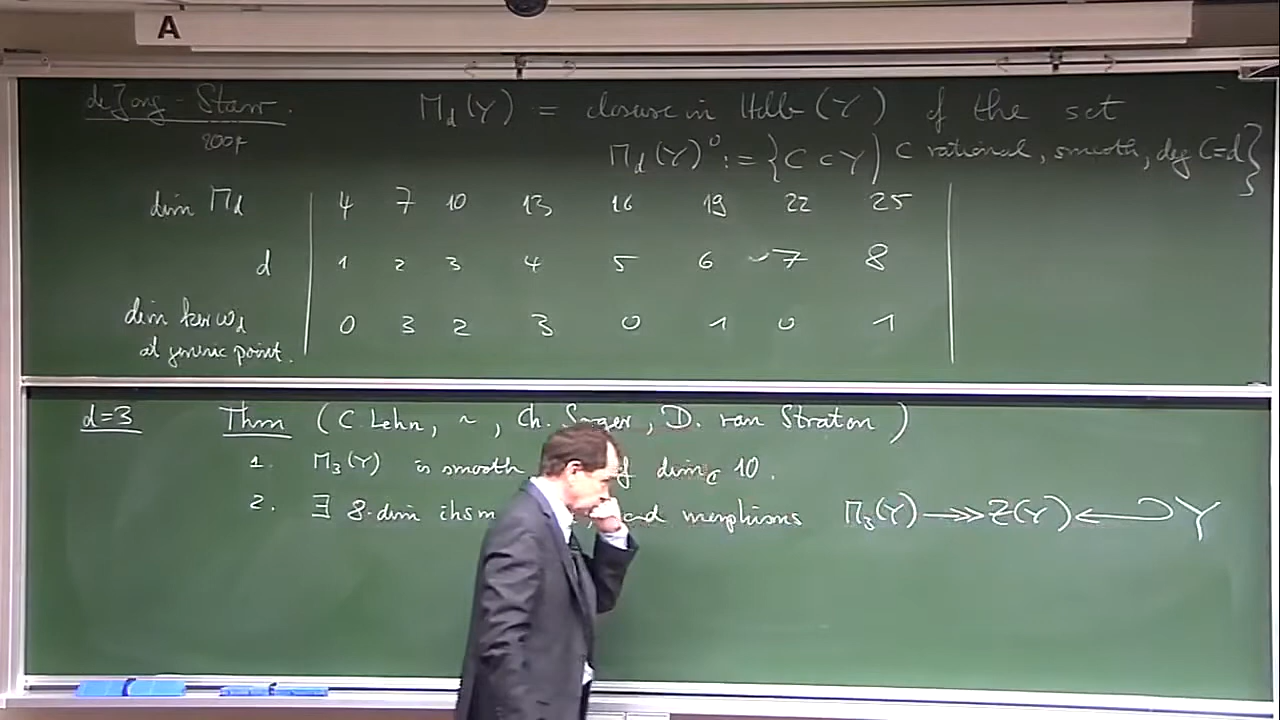 A
de Jong - Starr.
2004
M_d(Y) = closure in Hilb(Y) of the set
M_d(Y)⁰ := {C ⊂ Y | C rational, smooth, deg C=d}
dim M_d | 4 7 10 13 16 19 22 25
d | 1 2 3 4 5 6 7 8
dim ker ω_d | 0 3 2 3 0 1 0 1
at generic point.
d=3 Thm (C. Lehn, ~, Ch. Sorger, D. van Straten)
1. M₃(Y) is smooth of dim_ℂ 10.
2. ∃ 8-dim ihsm and morphisms M₃(Y) ↠ Z(Y) ↩ Y